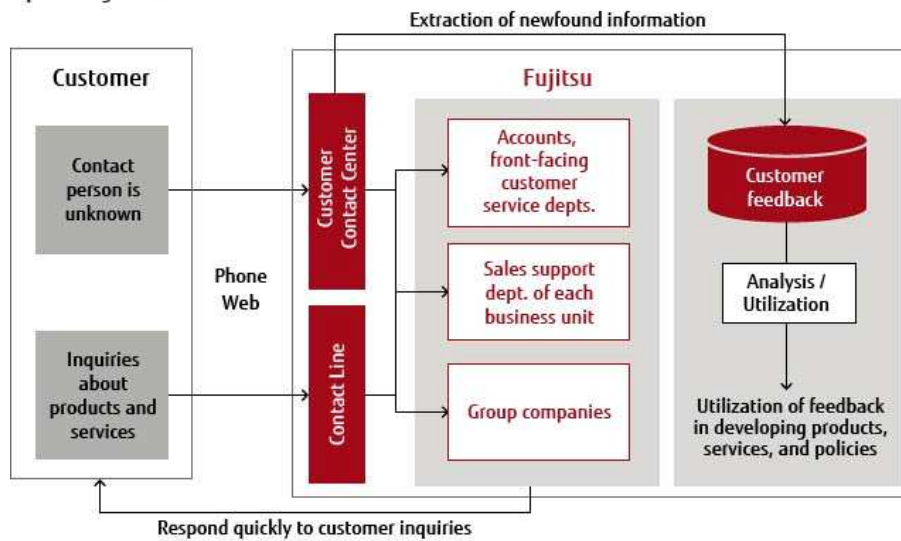 Extraction of newfound information
Customer
Fujitsu
Contact
person is
unknown
Inquiries
about
products and
services
Phone
Web
Customer
Contact Center
Contact Line
Accounts,
front-facing
customer
service depts.
Sales support
dept. of each
business unit
Group companies
Customer
feedback
Analysis /
Utilization
Utilization of feedback
in developing products,
services, and policies
Respond quickly to customer inquiries